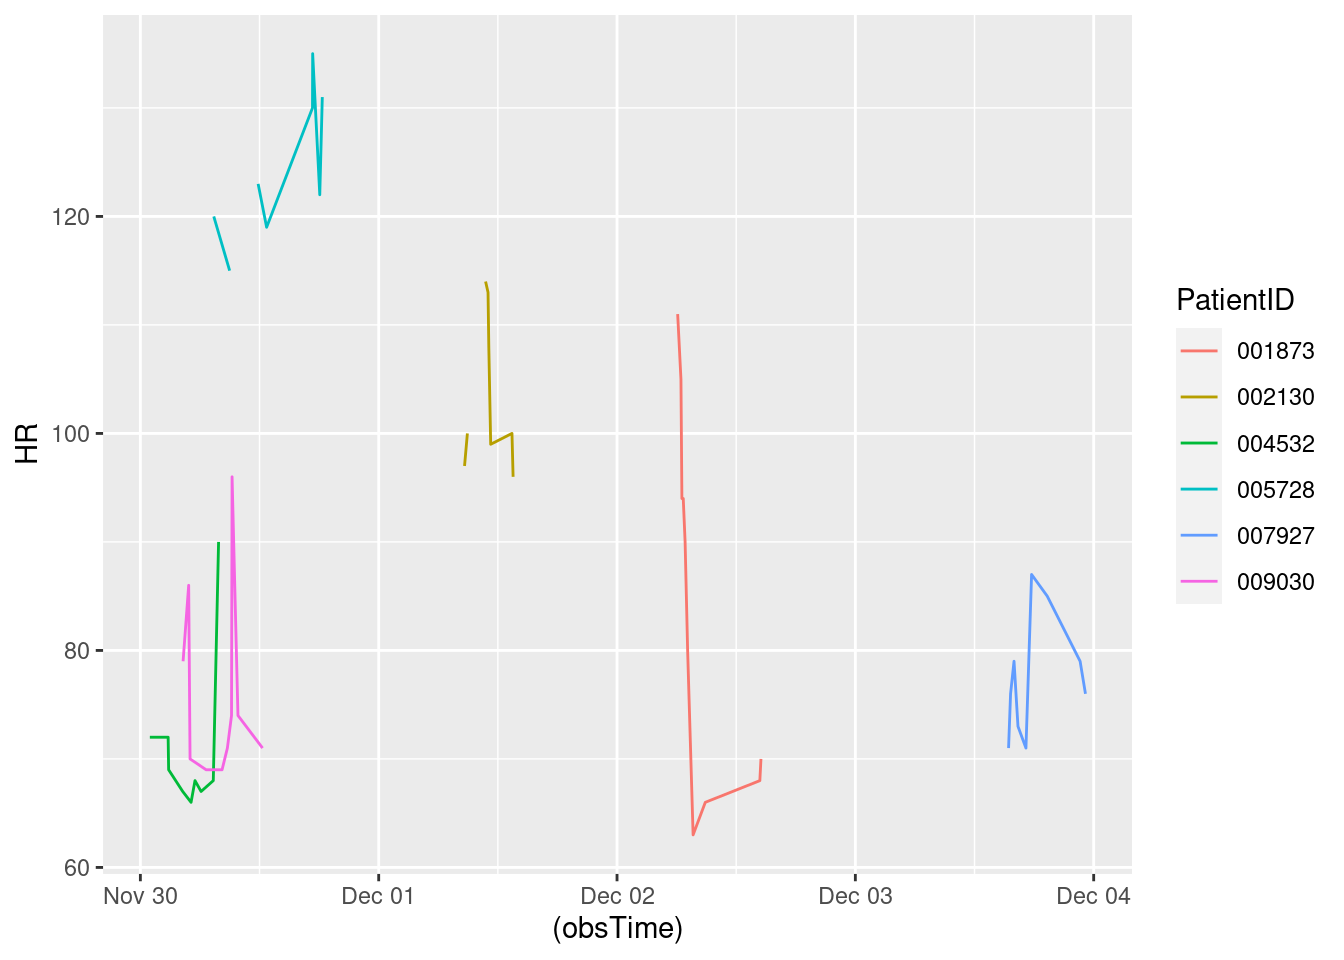 120
100
80
60
HR
Nov 30
Dec 01
Dec 02
Dec 03
Dec 04
(obsTime)
PatientID
001873
002130
004532
005728
007927
009030